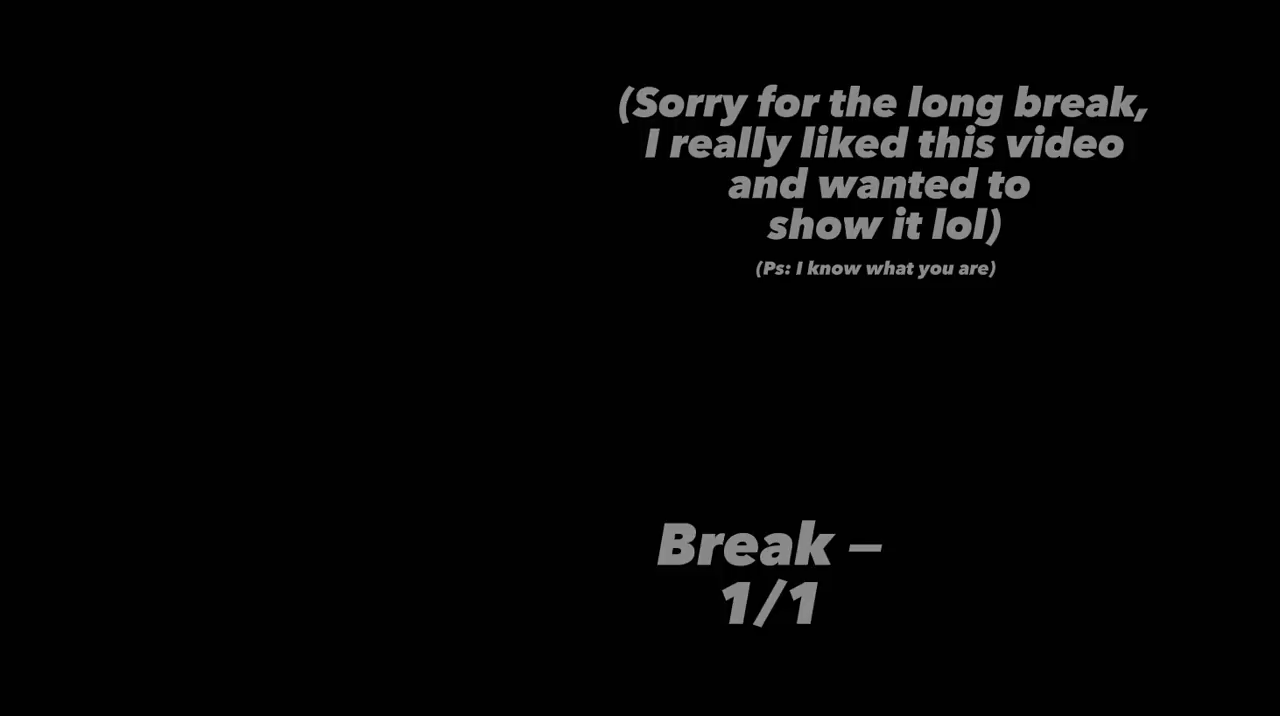 (Sorry for the long break,
I really liked this video
and wanted to
show it lol)
(Ps: I know what you are)
Break –
1/1